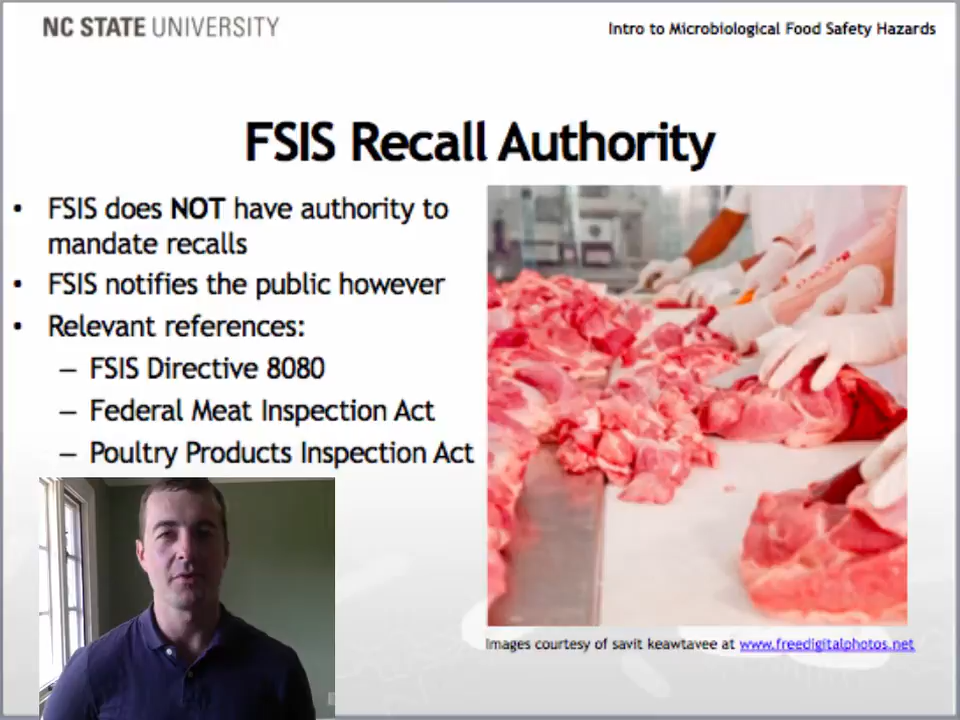 NC STATE UNIVERSITY
Intro to Microbiological Food Safety Hazards
FSIS Recall Authority
• FSIS does NOT have authority to
mandate recalls
• FSIS notifies the public however
• Relevant references:
– FSIS Directive 8080
– Federal Meat Inspection Act
– Poultry Products Inspection Act
Images courtesy of savit keawtavee at www.freedigitalphotos.net